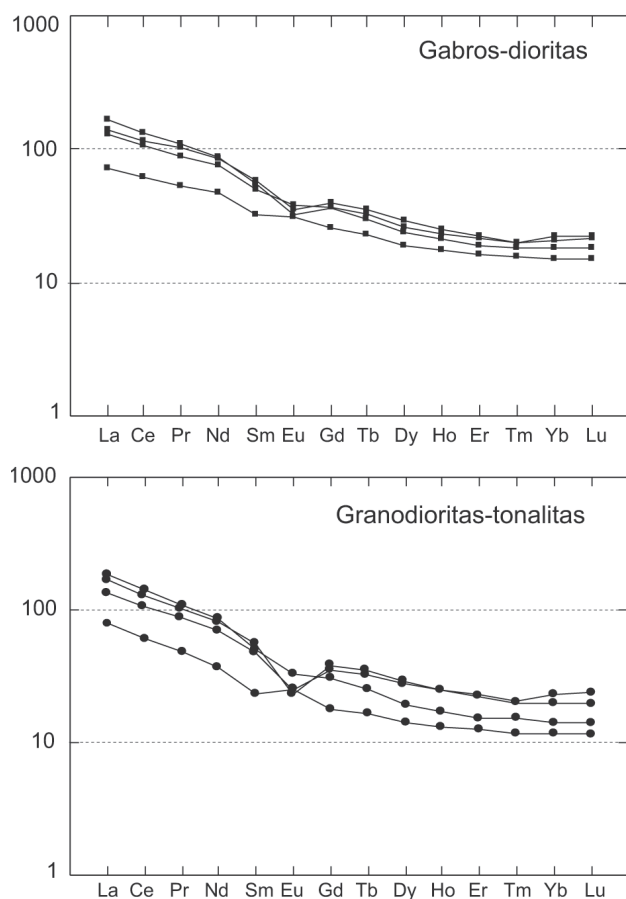 1000
Gabros-dioritas
100
10
1
La Ce Pr Nd Sm Eu Gd Tb Dy Ho Er Tm Yb Lu
1000
Granodioritas-tonalitas
100
10
1
La Ce Pr Nd Sm Eu Gd Tb Dy Ho Er Tm Yb Lu